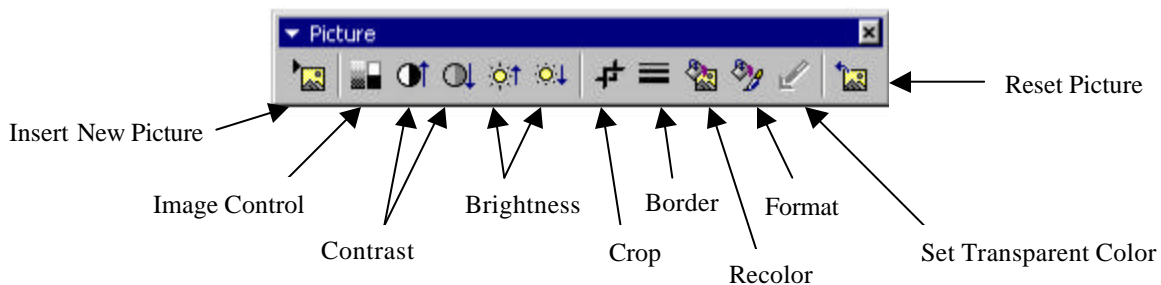 Picture
Reset Picture
Insert New Picture
Image Control
Brightness
Border
Format
Contrast
Crop
Recolor
Set Transparent Color